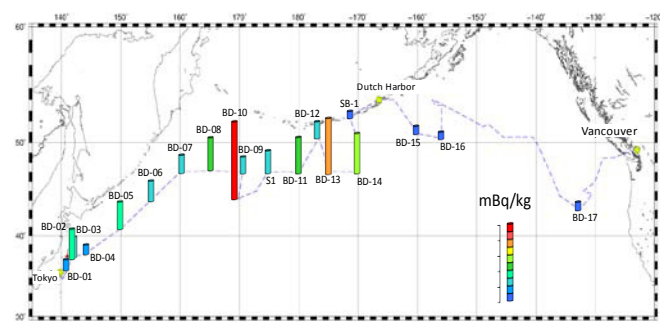 140° 150° 160° 170° 180° -170° -160° -150° -140° -130° -120
60°
Dutch Harbor
BD-10 BD-12 SB-1
BD-08
BD-07 BD-09
Vancouver
BD-15 BD-16
50°
BD-06
S1 BD-11 BD-13 BD-14
BD-05
mBq/kg
BD-02 BD-03
BD-17
BD-04
40°
Tokyo BD-01
30°